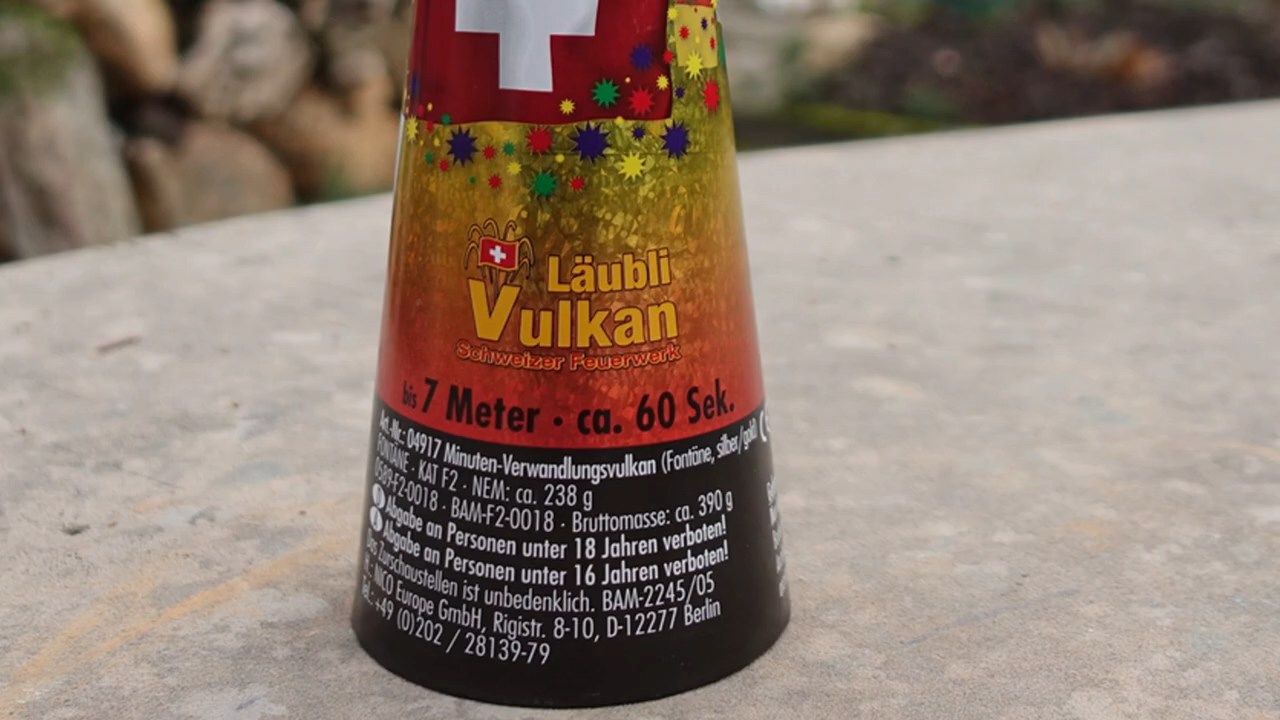 Läubli
Vulkan
Schweizer Feuerwerk
bis 7 Meter · ca. 60 Sek.
Art.-Nr.: 04917 Minuten-Verwandlungsvulkan (Fontäne, silber/gold)
FONTÄNE · KAT F2 · NEM: ca. 238 g
0589-F2-0018 · BAM-F2-0018 · Bruttomasse: ca. 390 g
Abgabe an Personen unter 18 Jahren verboten!
Abgabe an Personen unter 16 Jahren verboten!
Das Zurschaustellen ist unbedenklich. BAM-2245/05
NICO Europe GmbH, Rigistr. 8-10, D-12277 Berlin
Tel.: +49 (0)202 / 28139-79